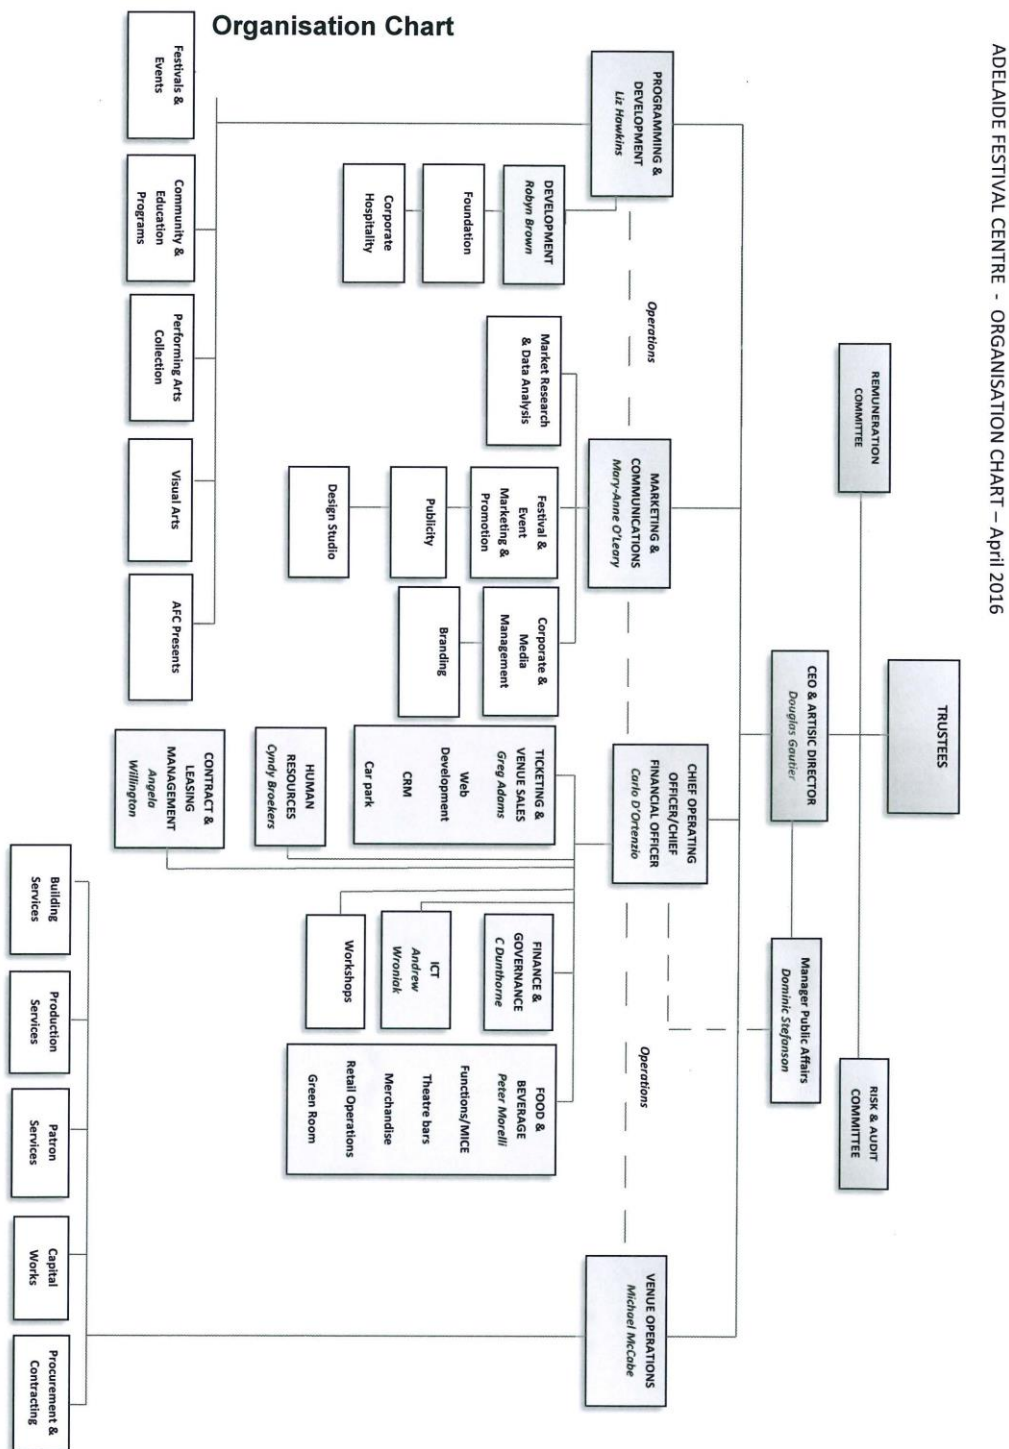 Organisation Chart
ADELAIDE FESTIVAL CENTRE - ORGANISATION CHART – April 2016
TRUSTEES
REMUNERATION
COMMITTEE
RISK & AUDIT
COMMITTEE
CEO & ARTISIC DIRECTOR
Douglas Gautier
Manager Public Affairs
Dominic Stefanson
PROGRAMMING &
DEVELOPMENT
Liz Hawkins
Operations
MARKETING &
COMMUNICATIONS
Mary-Anne O'Leary
CHIEF OPERATING
OFFICER/CHIEF
FINANCIAL OFFICER
Carlo D'Ortenzio
Operations
VENUE OPERATIONS
Michael McCabe
DEVELOPMENT
Robyn Brown
Foundation
Corporate
Hospitality
Market Research
& Data Analysis
Festival &
Event
Marketing &
Promotion
Publicity
Design Studio
Corporate &
Media
Management
Branding
TICKETING &
VENUE SALES
Greg Adams
Web
Development
CRM
Car park
HUMAN
RESOURCES
Cyndy Broekers
CONTRACT &
LEASING
MANAGEMENT
Angela
Willington
FINANCE &
GOVERNANCE
C Dunthorne
ICT
Andrew
Wroniak
Workshops
FOOD &
BEVERAGE
Peter Morelli
Functions/MICE
Theatre bars
Merchandise
Retail Operations
Green Room
Festivals &
Events
Community &
Education
Programs
Performing Arts
Collection
Visual Arts
AFC Presents
Building
Services
Production
Services
Patron
Services
Capital
Works
Procurement &
Contracting